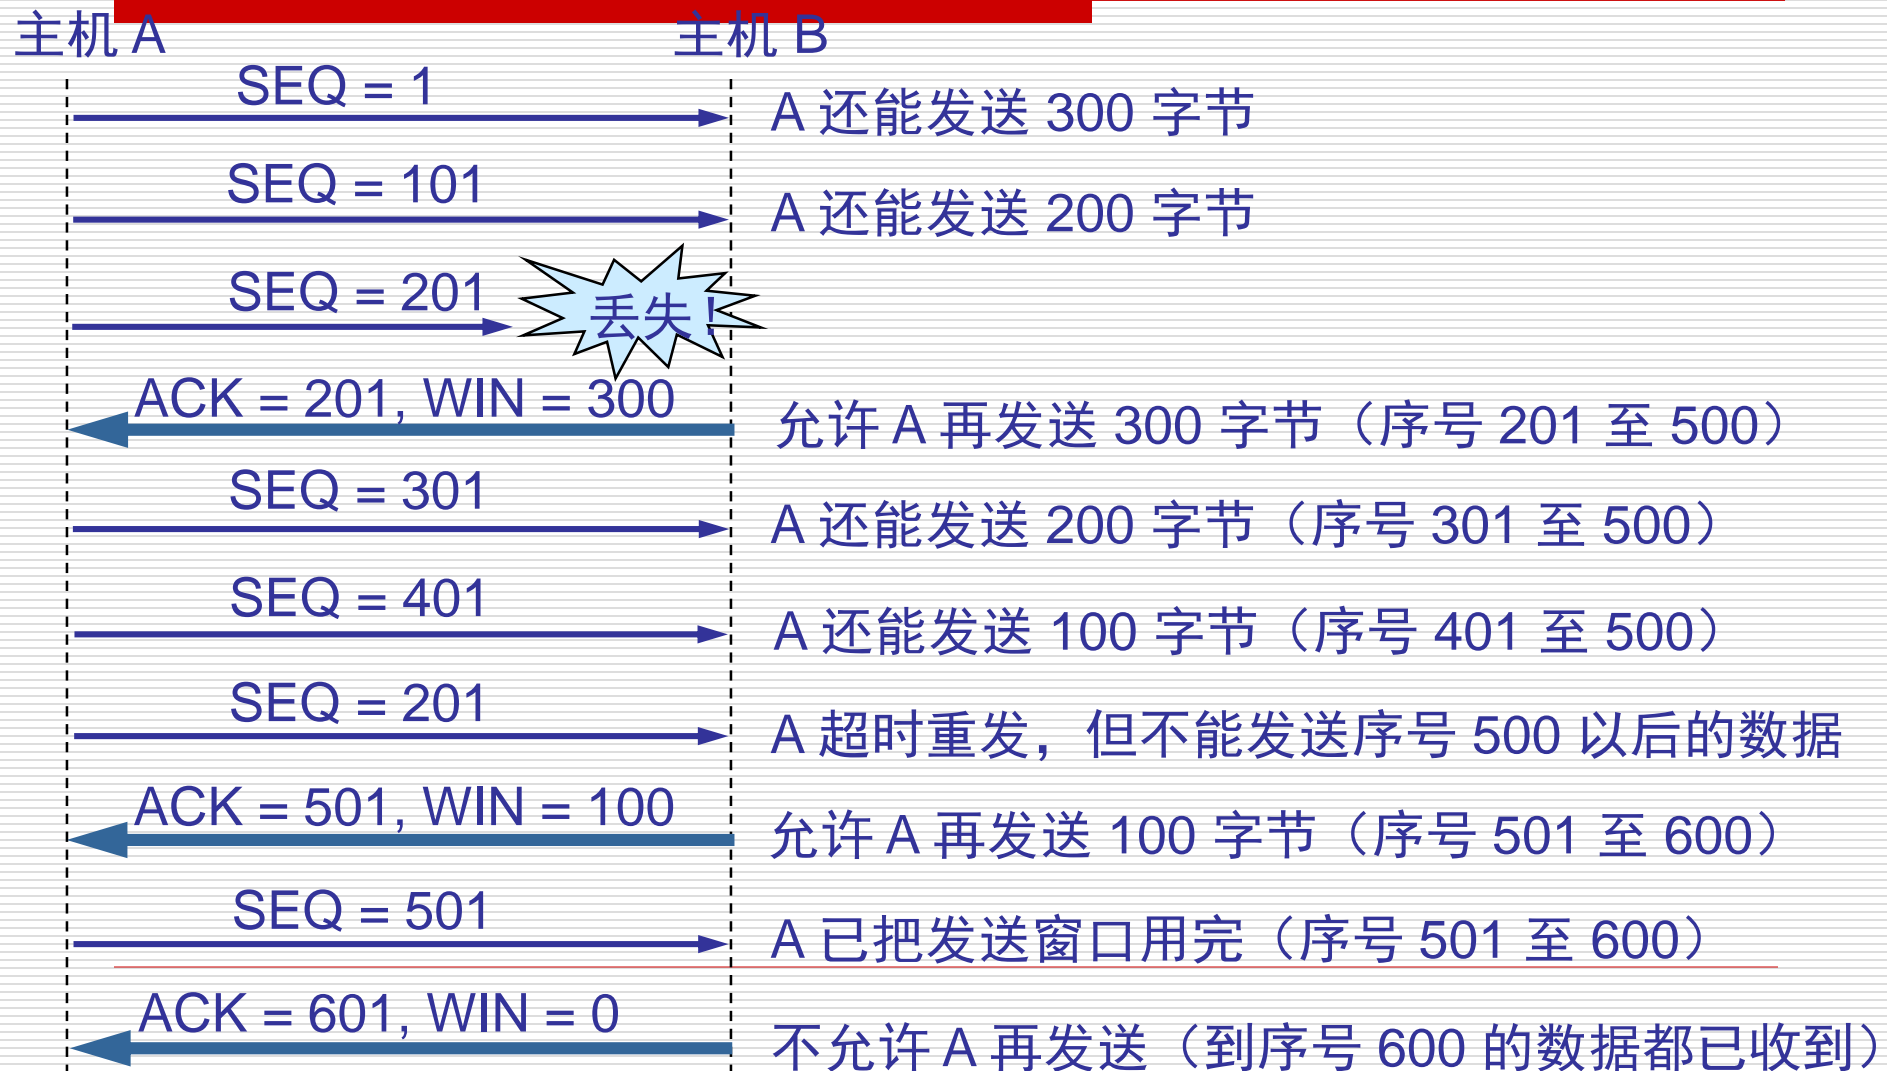 主机 A 主机 B
SEQ = 1
A 还能发送 300 字节
SEQ = 101
A 还能发送 200 字节
SEQ = 201
丢失!
ACK = 201, WIN = 300
允许 A 再发送 300 字节（序号 201 至 500）
SEQ = 301
A 还能发送 200 字节（序号 301 至 500）
SEQ = 401
A 还能发送 100 字节（序号 401 至 500）
SEQ = 201
A 超时重发，但不能发送序号 500 以后的数据
ACK = 501, WIN = 100
允许 A 再发送 100 字节（序号 501 至 600）
SEQ = 501
A 已把发送窗口用完（序号 501 至 600）
ACK = 601, WIN = 0
不允许 A 再发送（到序号 600 的数据都已收到）